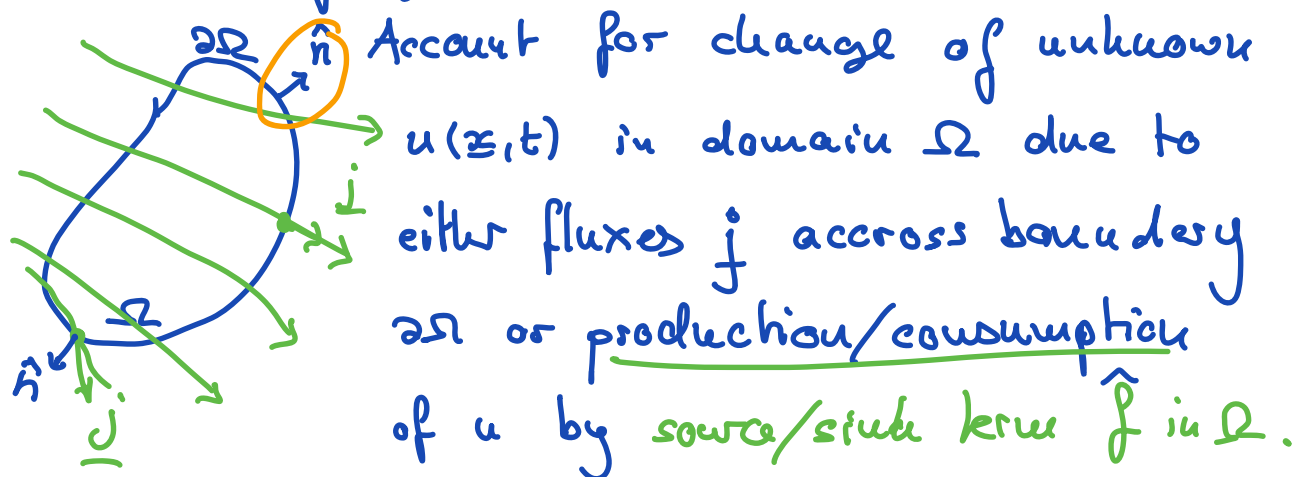 ∂Ω
n̂
Account for change of unknown
u(x,t) in domain Ω due to
j
either fluxes j accross boundery
∂Ω or production/consumption
Ω
n̂
j
of u by source/sink term f̂ in Ω.